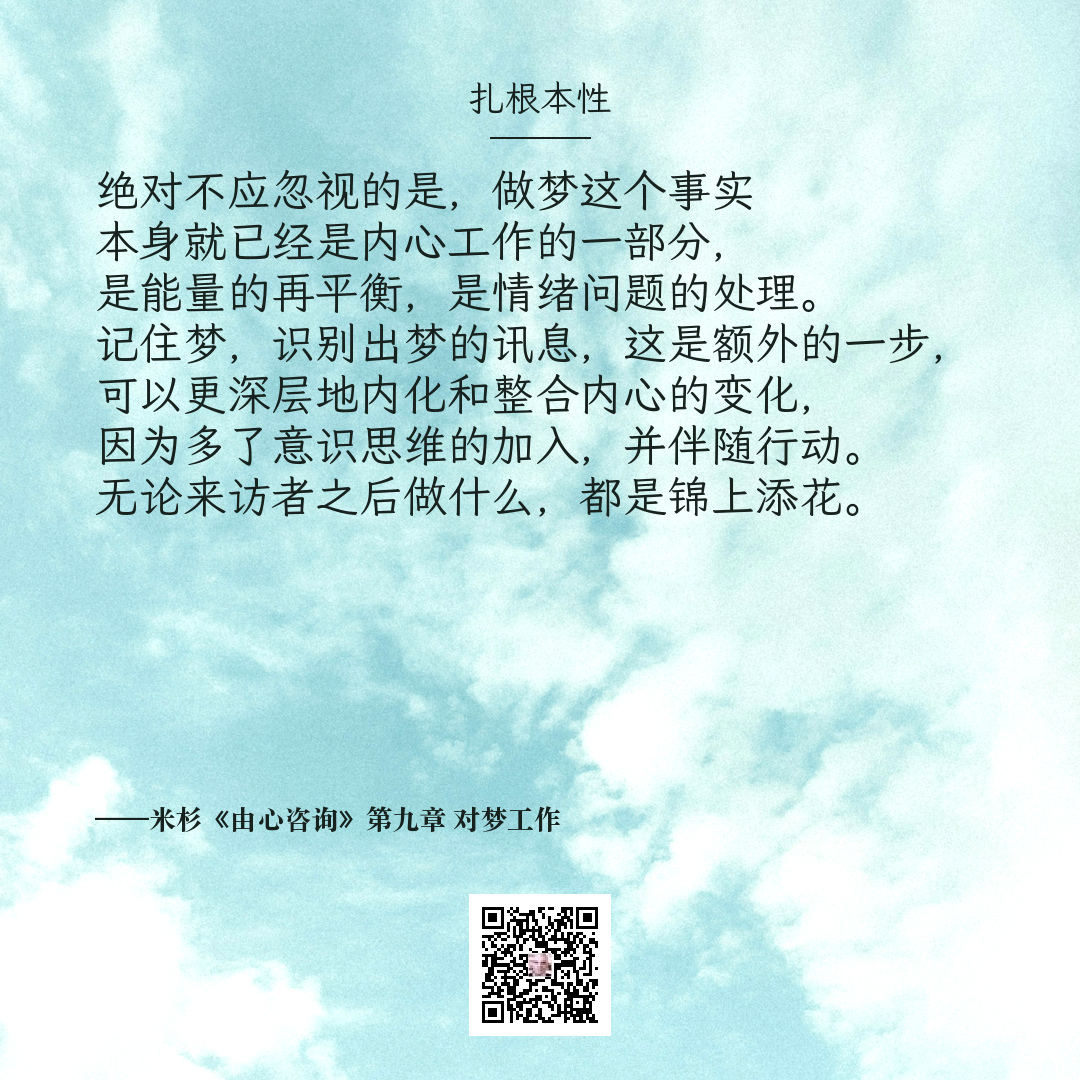 扎根本性
绝对不应忽视的是，做梦这个事实
本身就已经是内心工作的一部分，
是能量的再平衡，是情绪问题的处理。
记住梦，识别出梦的讯息，这是额外的一步，
可以更深层地内化和整合内心的变化，
因为多了意识思维的加入，并伴随行动。
无论来访者之后做什么，都是锦上添花。
——米杉《由心咨询》第九章 对梦工作